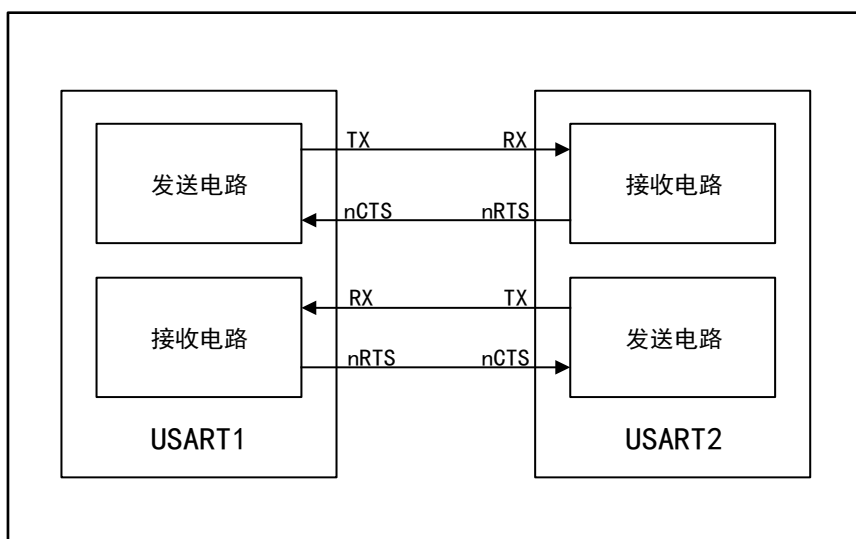 TX RX
发送电路 接收电路
nCTS nRTS
RX TX
接收电路 发送电路
nRTS nCTS
USART1 USART2